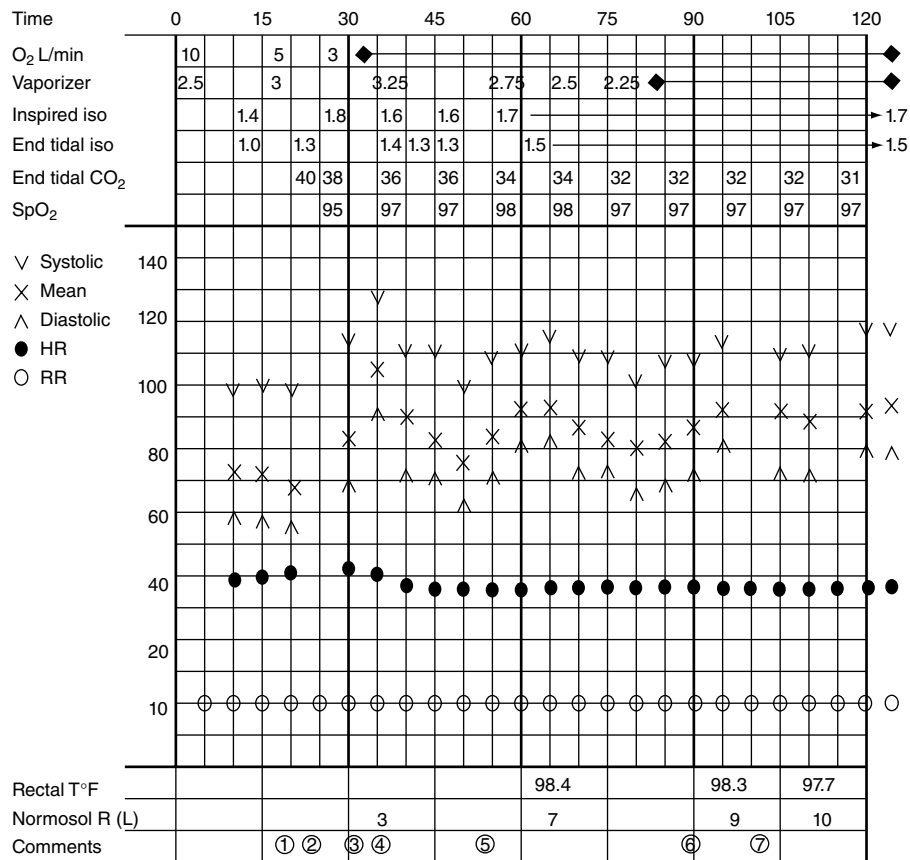 Time 0 15 30 45 60 75 90 105 120
O₂ L/min 10 5 3
Vaporizer 2.5 3 3.25 2.75 2.5 2.25
Inspired iso 1.4 1.8 1.6 1.6 1.7 1.7
End tidal iso 1.0 1.3 1.4 1.3 1.3 1.5 1.5
End tidal CO₂ 40 38 36 36 34 34 32 32 32 32 31
SpO₂ 95 97 97 98 98 97 97 97 97 97
140
Systolic
Mean
120
Diastolic
HR
RR
100
80
60
40
20
10
Rectal T°F 98.4 98.3 97.7
Normosol R (L) 3 7 9 10
Comments ① ② ③ ④ ⑤ ⑥ ⑦